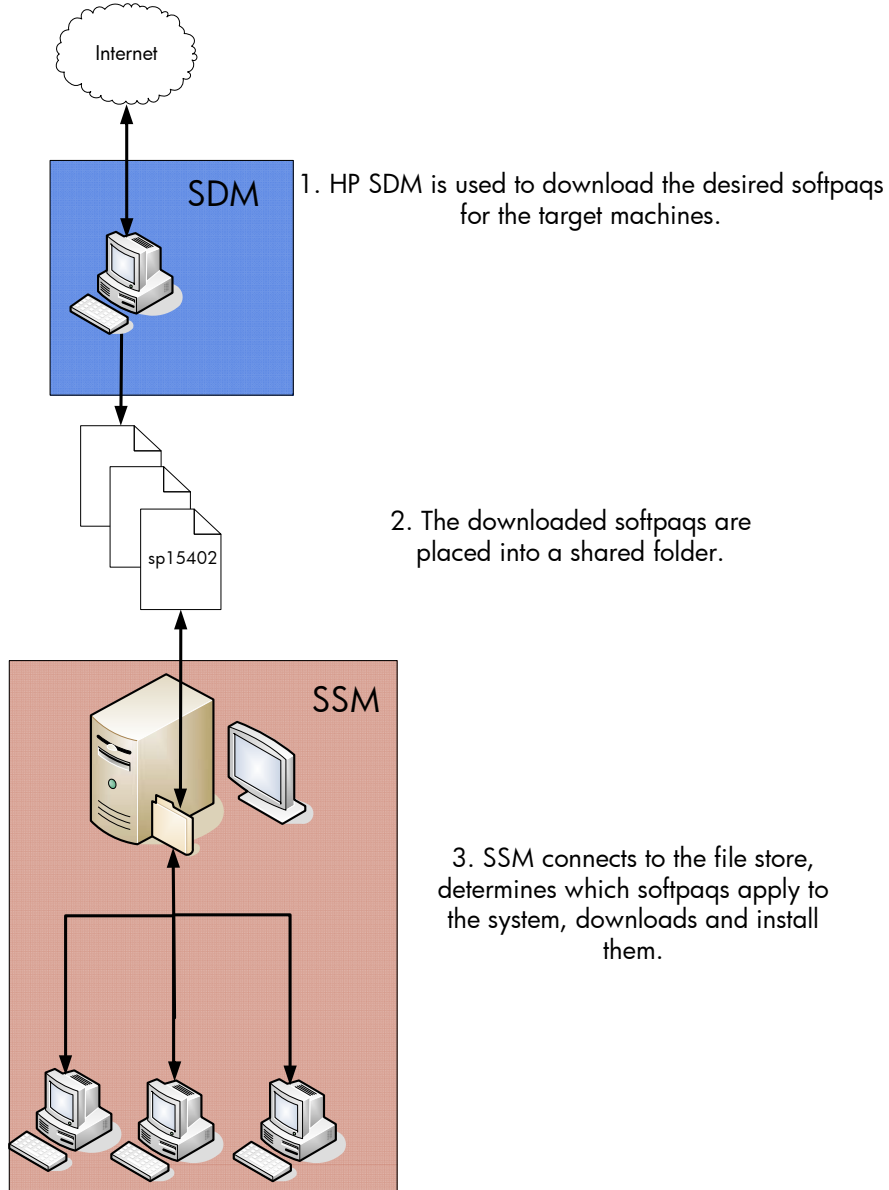 Internet
SDM
1. HP SDM is used to download the desired softpaqs
for the target machines.
sp15402
2. The downloaded softpaqs are
placed into a shared folder.
SSM
3. SSM connects to the file store,
determines which softpaqs apply to
the system, downloads and install
them.